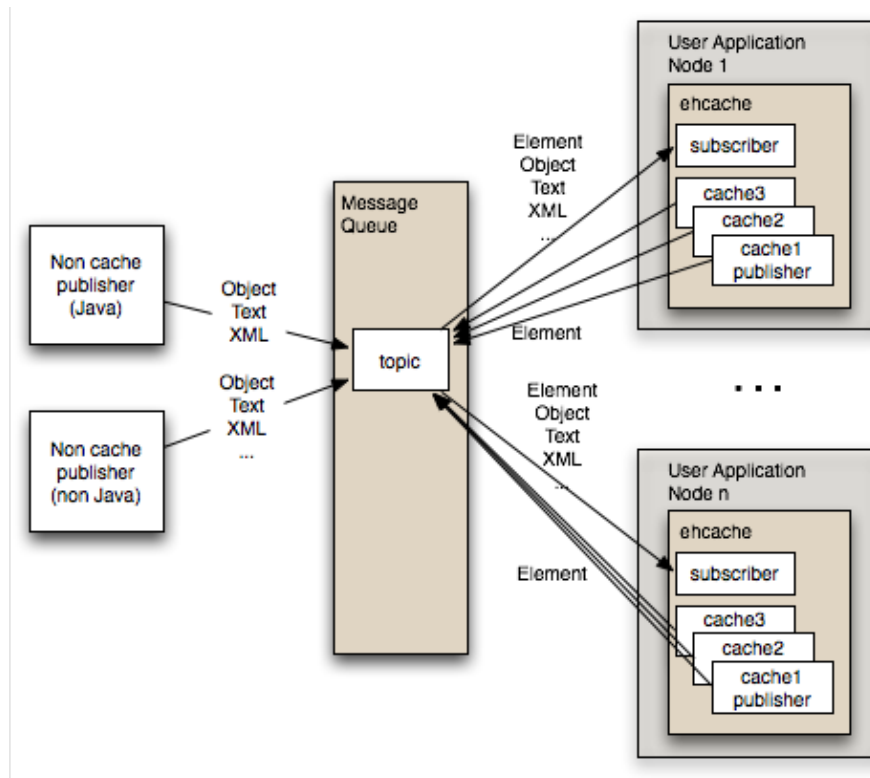 Non cache
publisher
(Java)
Object
Text
XML
Non cache
publisher
(non Java)
Object
Text
XML
...
Message
Queue
topic
Element
Object
Text
XML
...
Element
Element
Object
Text
XML
...
Element
User Application
Node 1
ehcache
subscriber
cache3
cache2
cache1
publisher
. . .
User Application
Node n
ehcache
subscriber
cache3
cache2
cache1
publisher